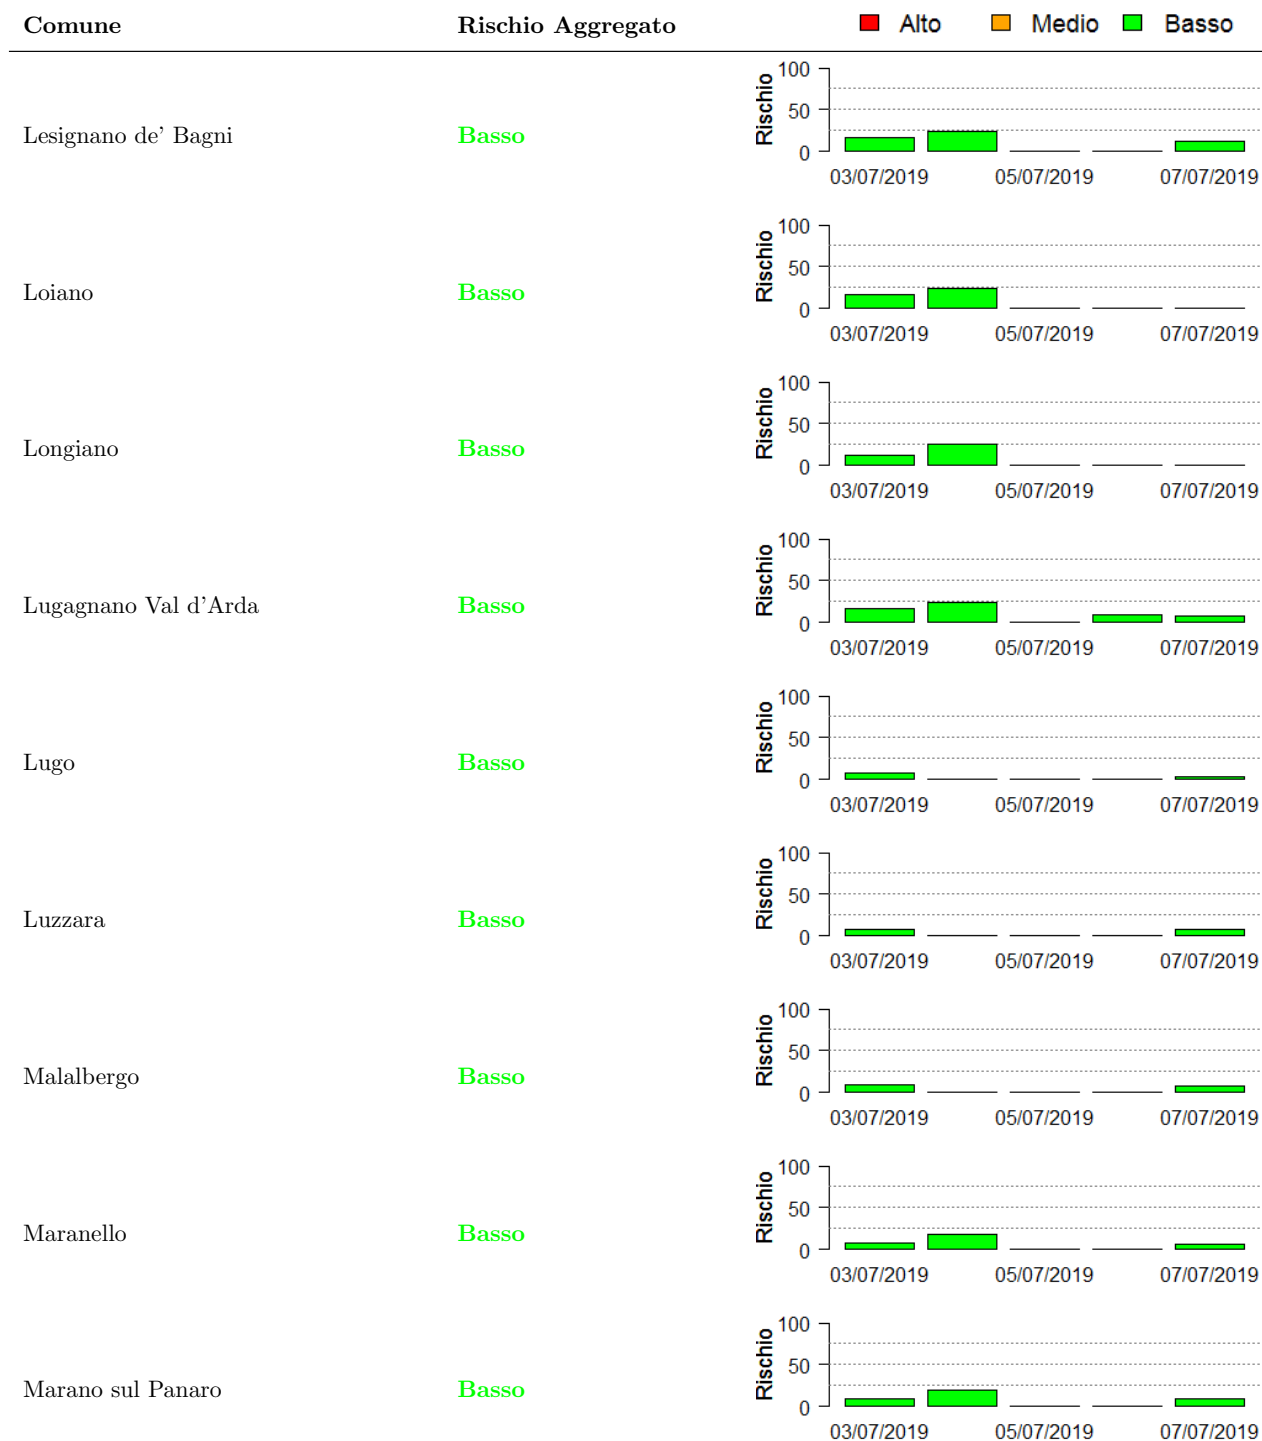 Comune Rischio Aggregato Alto Medio Basso
Lesignano de' Bagni Basso
Rischio
100
50
0
03/07/2019 05/07/2019 07/07/2019
Loiano Basso
Rischio
100
50
0
03/07/2019 05/07/2019 07/07/2019
Longiano Basso
Rischio
100
50
0
03/07/2019 05/07/2019 07/07/2019
Lugagnano Val d'Arda Basso
Rischio
100
50
0
03/07/2019 05/07/2019 07/07/2019
Lugo Basso
Rischio
100
50
0
03/07/2019 05/07/2019 07/07/2019
Luzzara Basso
Rischio
100
50
0
03/07/2019 05/07/2019 07/07/2019
Malalbergo Basso
Rischio
100
50
0
03/07/2019 05/07/2019 07/07/2019
Maranello Basso
Rischio
100
50
0
03/07/2019 05/07/2019 07/07/2019
Marano sul Panaro Basso
Rischio
100
50
0
03/07/2019 05/07/2019 07/07/2019